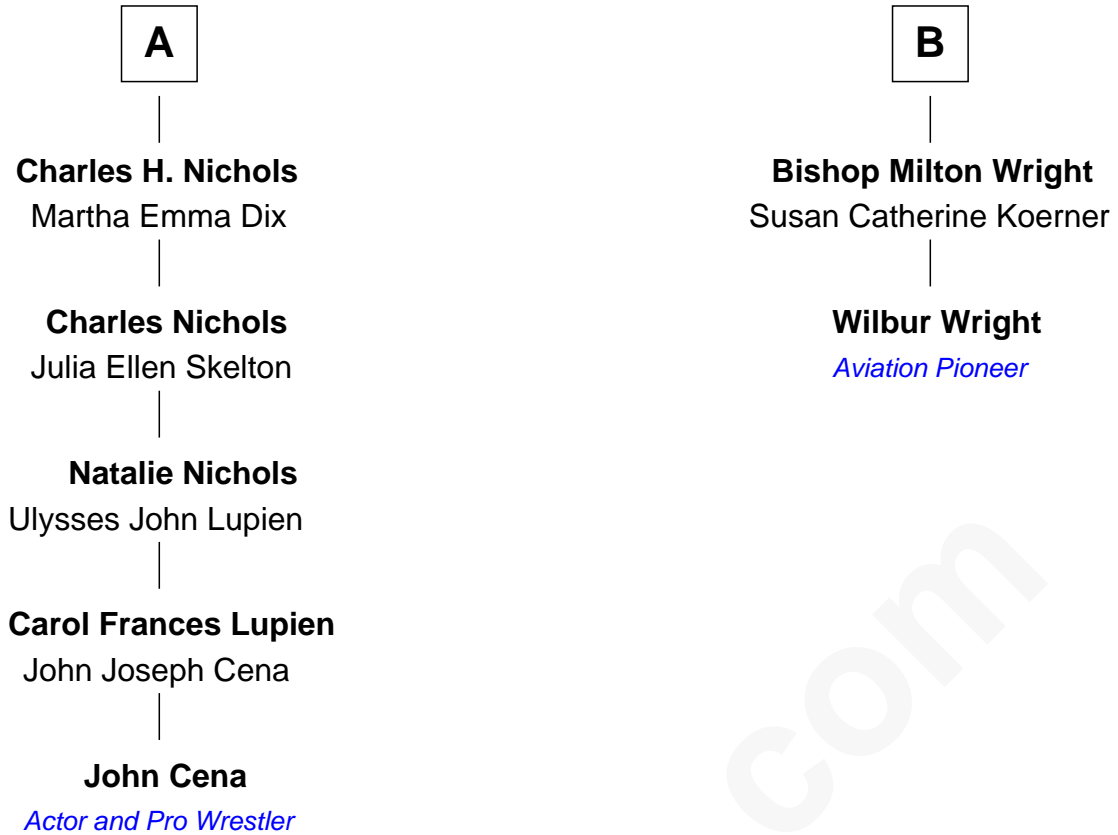 A
Charles H. Nichols
Martha Emma Dix
Charles Nichols
Julia Ellen Skelton
Natalie Nichols
Ulysses John Lupien
Carol Frances Lupien
John Joseph Cena
John Cena
Actor and Pro Wrestler
B
Bishop Milton Wright
Susan Catherine Koerner
Wilbur Wright
Aviation Pioneer
com